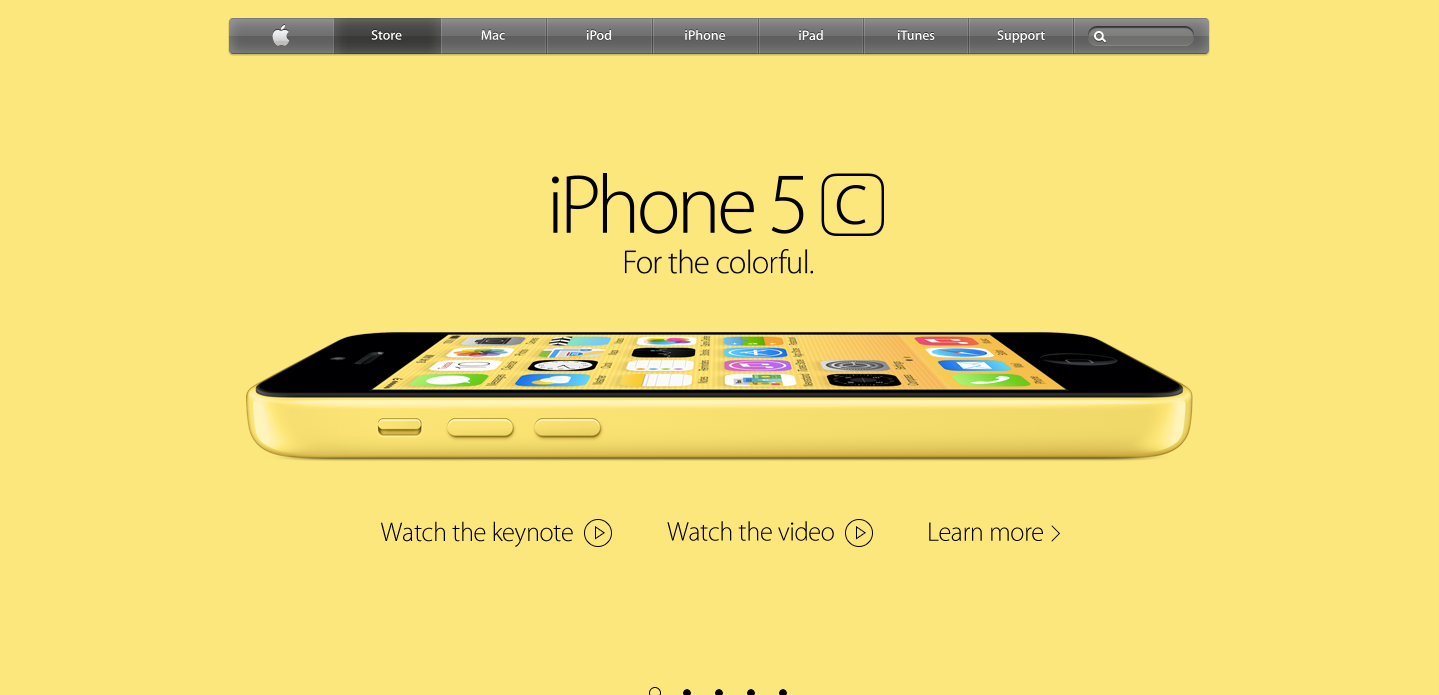 Store Mac iPod iPhone iPad iTunes Support
iPhone 5 C
For the colorful.
Watch the keynote Watch the video Learn more